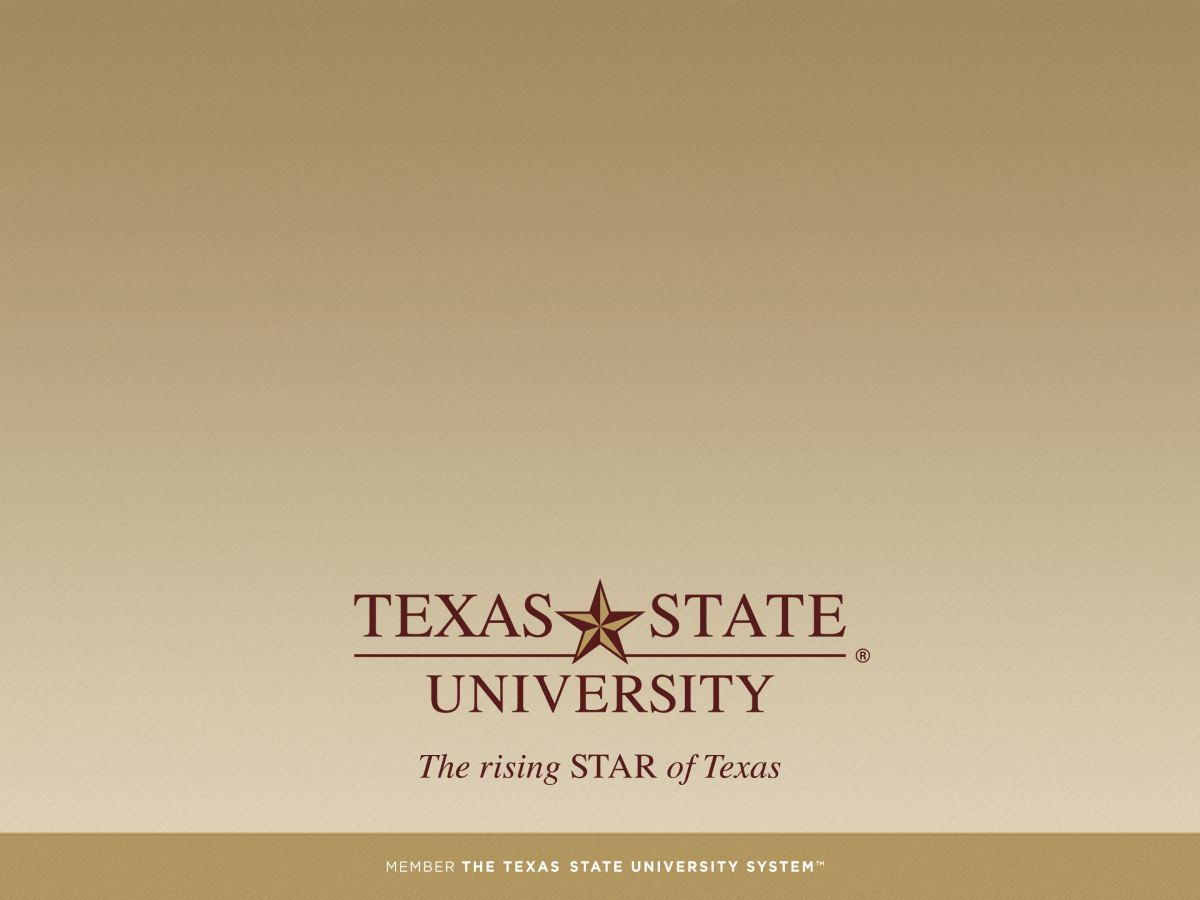 TEXAS STATE
®
UNIVERSITY
The rising STAR of Texas
MEMBER THE TEXAS STATE UNIVERSITY SYSTEM™